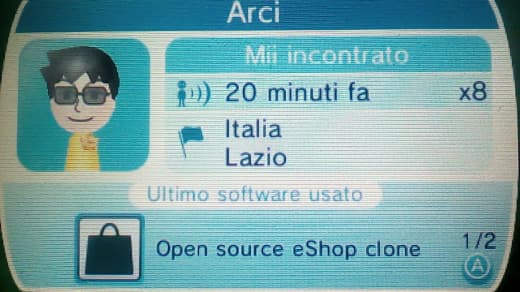 Arci
Mii incontrato
20 minuti fa x8
Italia
Lazio
Ultimo software usato
Open source eShop clone 1/2
A